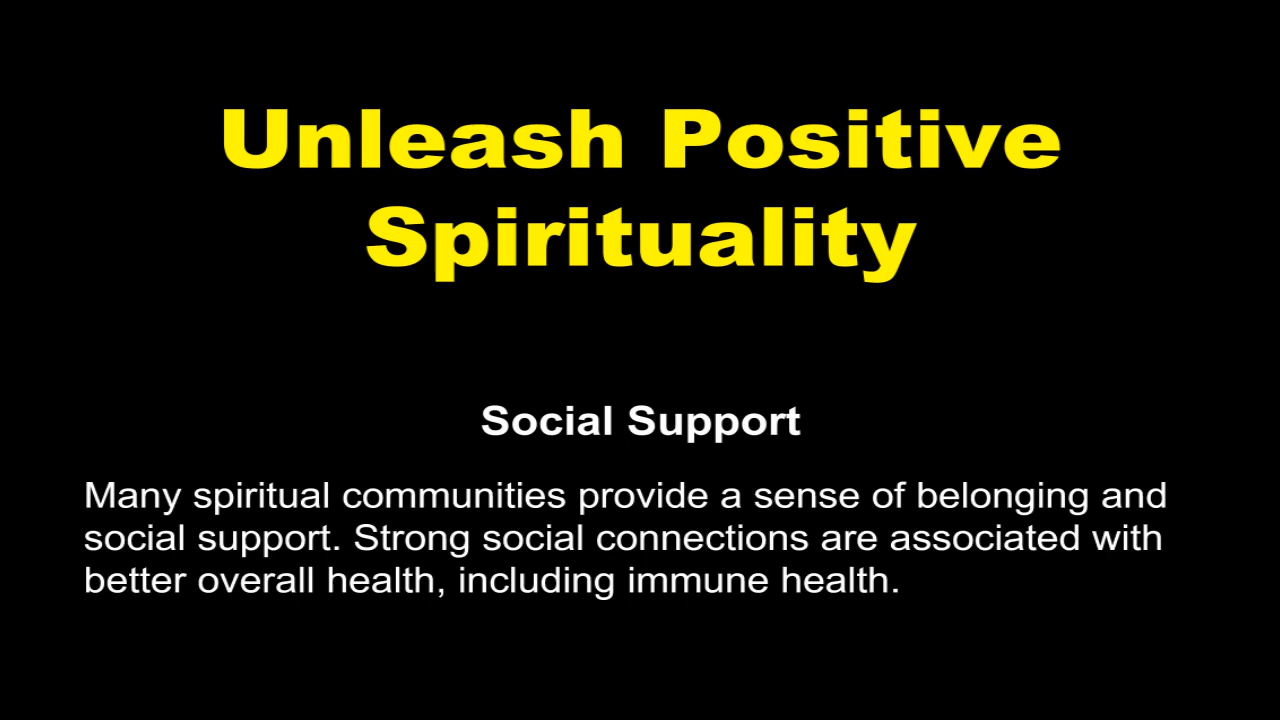 Unleash Positive
Spirituality
Social Support
Many spiritual communities provide a sense of belonging and
social support. Strong social connections are associated with
better overall health, including immune health.